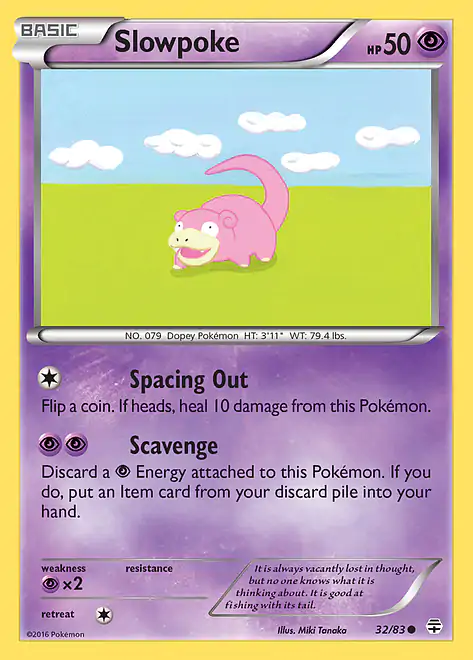 BASIC
Slowpoke
HP50
NO. 079 Dopey Pokémon HT: 3'11" WT: 79.4 lbs.
Spacing Out
Flip a coin. If heads, heal 10 damage from this Pokémon.
Scavenge
Discard a Energy attached to this Pokémon. If you
do, put an Item card from your discard pile into your
hand.
weakness
resistance
×2
retreat
It is always vacantly lost in thought,
but no one knows what it is
thinking about. It is good at
fishing with its tail.
©2016 Pokémon
Illus. Miki Tanaka
32/83